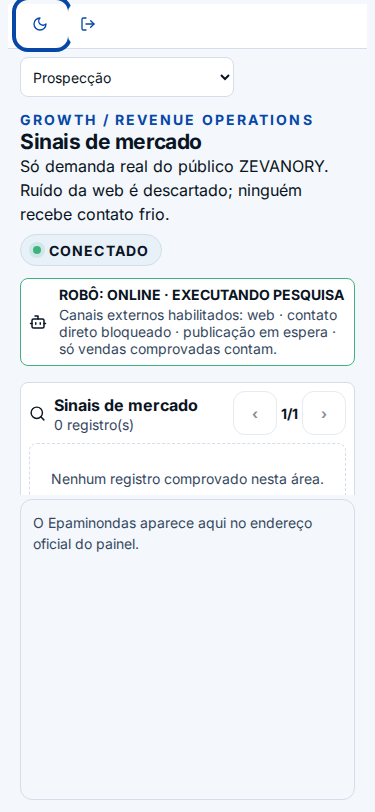 Prospecção
GROWTH / REVENUE OPERATIONS
Sinais de mercado
Só demanda real do público ZEVANORY.
Ruído da web é descartado; ninguém
recebe contato frio.
CONECTADO
ROBÔ: ONLINE · EXECUTANDO PESQUISA
Canais externos habilitados: web · contato
direto bloqueado · publicação em espera ·
só vendas comprovadas contam.
Sinais de mercado
0 registro(s)
‹ 1/1 ›
Nenhum registro comprovado nesta área.
O Epaminondas aparece aqui no endereço
oficial do painel.